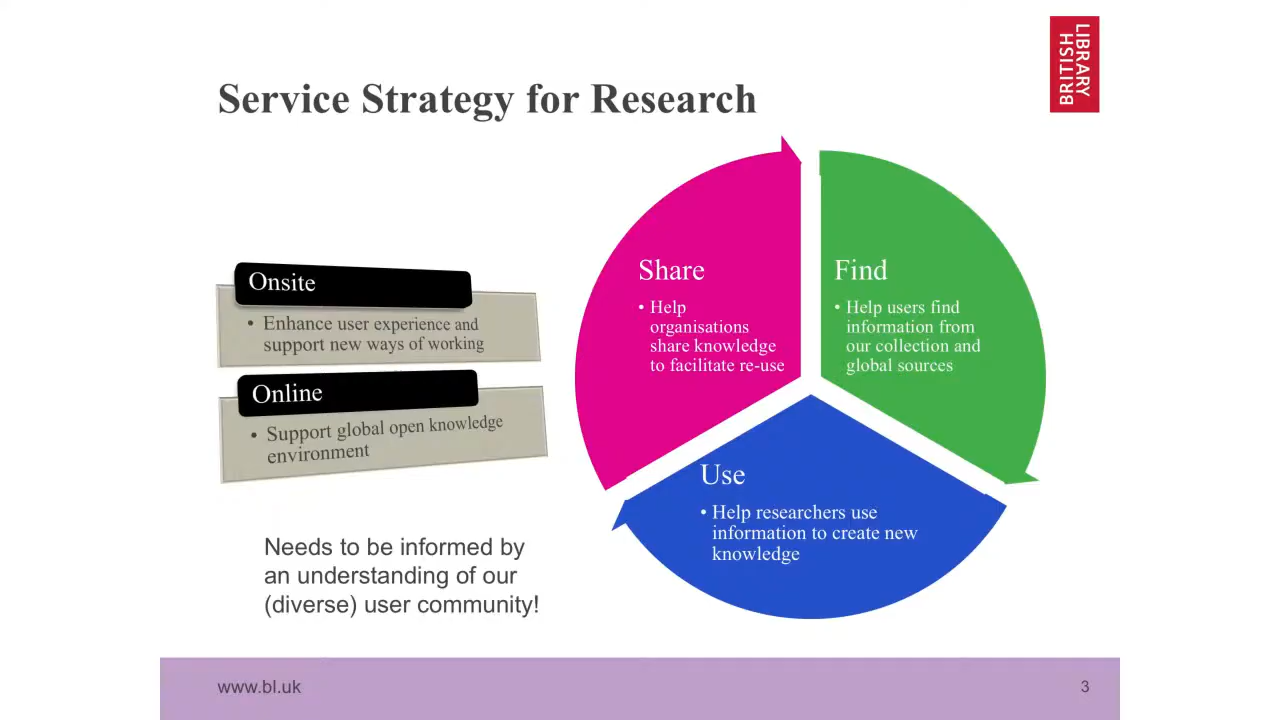 BRITISH
LIBRARY
Service Strategy for Research
Onsite
• Enhance user experience and
support new ways of working
Online
• Support global open knowledge
environment
Needs to be informed by
an understanding of our
(diverse) user community!
Share
• Help
organisations
share knowledge
to facilitate re-use
Find
• Help users find
information from
our collection and
global sources
Use
• Help researchers use
information to create new
knowledge
www.bl.uk
3